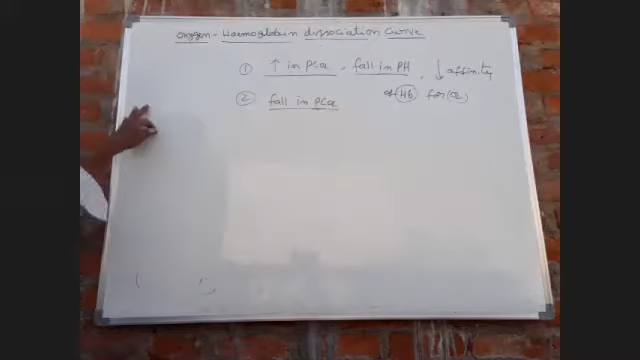 oxygen - Haemoglobin dissociation curve
① ↑ in PCO2 - fall in PH, ↓ affinity
of Hb for O2
② fall in PCO2